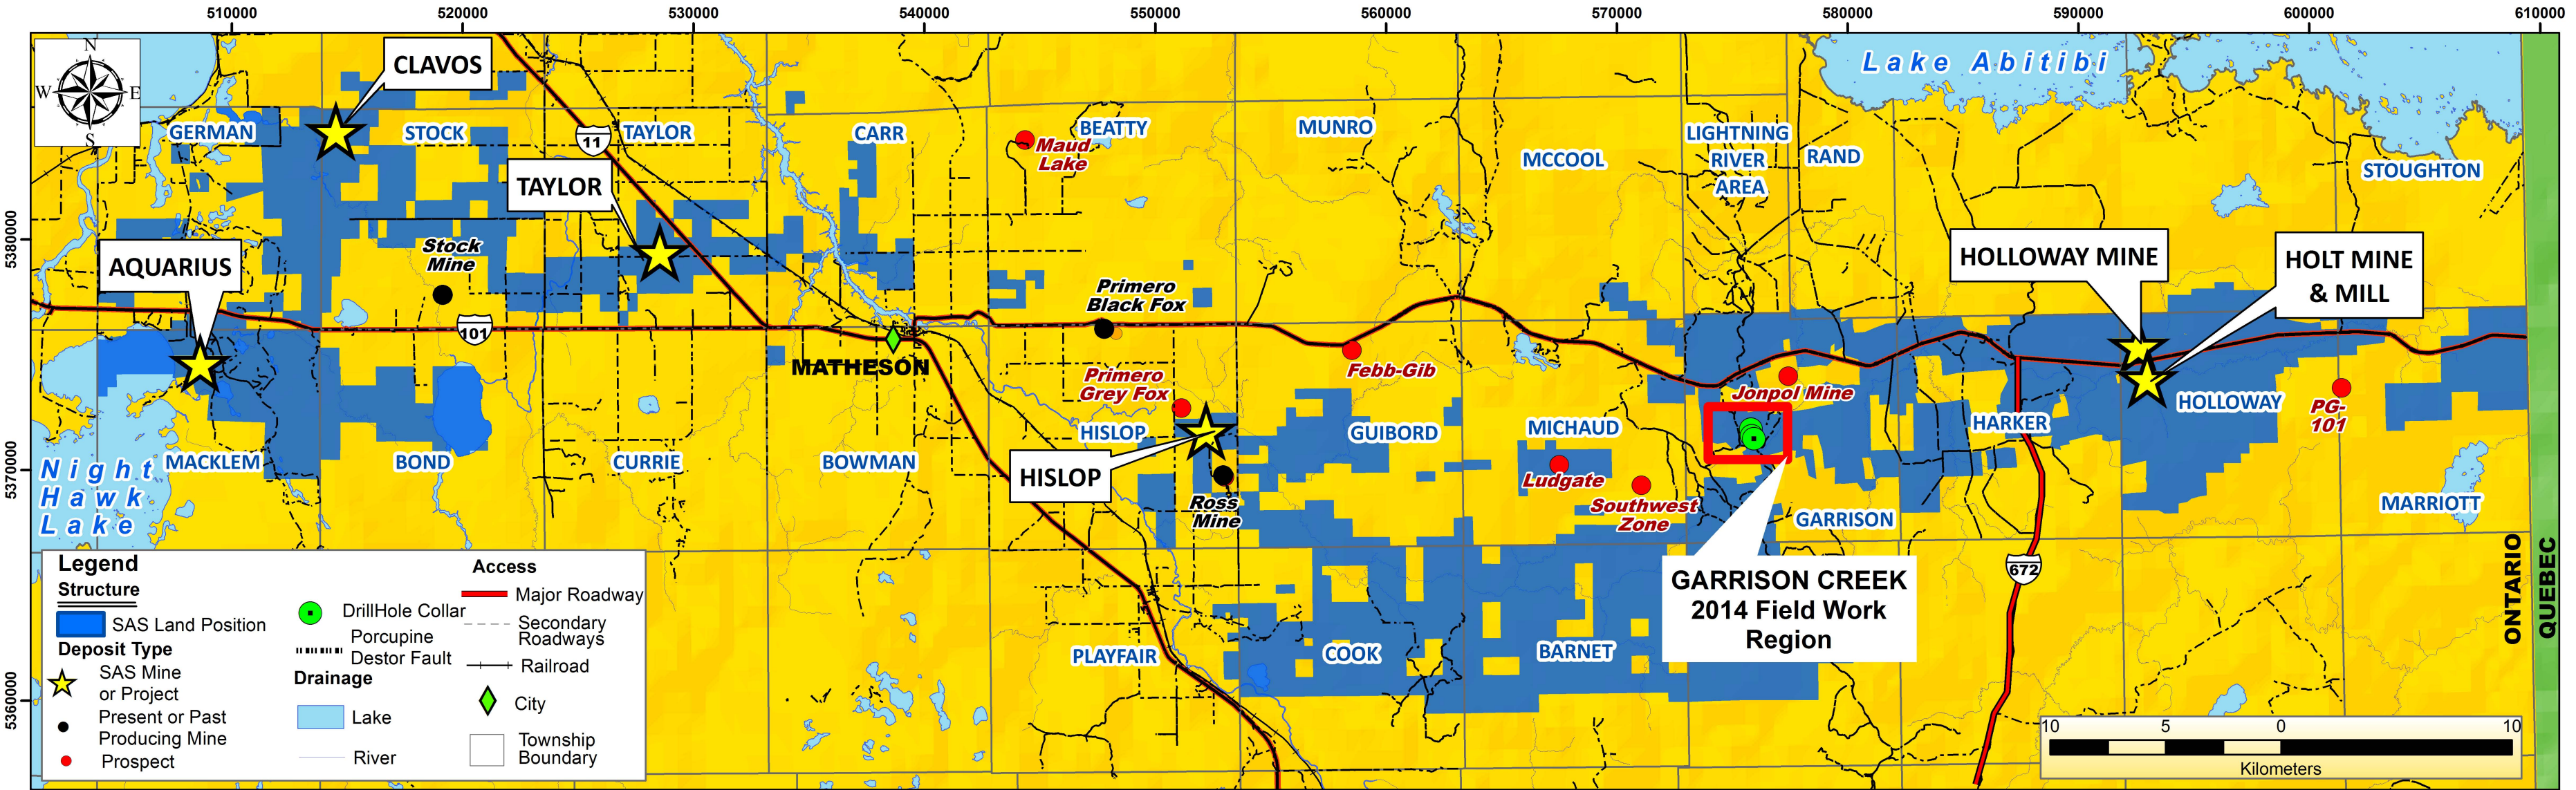 510000 520000 530000 540000 550000 560000 570000 580000 590000 600000 610000
N
W E
S
CLAVOS
Lake Abitibi
GERMAN
STOCK
11
TAYLOR
CARR
Maud
Lake
BEATTY
MUNRO
MCCOOL
LIGHTNING
RIVER
AREA
RAND
STOUGHTON
TAYLOR
5380000
Stock
Mine
AQUARIUS
Primero
Black Fox
HOLLOWAY MINE
HOLT MINE
& MILL
101
MATHESON
Primero
Grey Fox
Febb-Gib
Jonpol Mine
HOLLOWAY
PG-
101
HISLOP
GUIBORD
MICHAUD
HARKER
5370000
Night
Hawk
Lake
MACKLEM
BOND
CURRIE
BOWMAN
HISLOP
Ross
Mine
Ludgate
Southwest
Zone
GARRISON
MARRIOTT
GARRISON CREEK
2014 Field Work
Region
672
ONTARIO
QUEBEC
PLAYFAIR
COOK
BARNET
5360000
Legend
Structure
SAS Land Position
Deposit Type
SAS Mine
or Project
Present or Past
Producing Mine
Prospect
DrillHole Collar
Porcupine
Destor Fault
Drainage
Lake
River
Access
Major Roadway
Secondary
Roadways
Railroad
City
Township
Boundary
10 5 0 10
Kilometers